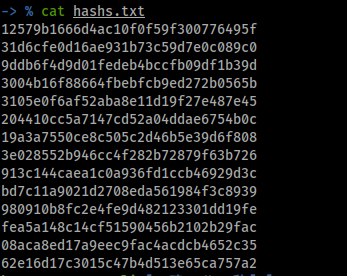 -> % cat hashs.txt
12579b1666d4ac10f0f59f300776495f
31d6cfe0d16ae931b73c59d7e0c089c0
9ddb6f4d9d01fedeb4bccfb09df1b39d
3004b16f88664fbebfcb9ed272b0565b
3105e0f6af52aba8e11d19f27e487e45
204410cc5a7147cd52a04ddae6754b0c
19a3a7550ce8c505c2d46b5e39d6f808
3e028552b946cc4f282b72879f63b726
913c144caea1c0a936fd1ccb46929d3c
bd7c11a9021d2708eda561984f3c8939
980910b8fc2e4fe9d482123301dd19fe
fea5a148c14cf51590456b2102b29fac
08aca8ed17a9eec9fac4acdcb4652c35
62e16d17c3015c47b4d513e65ca757a2